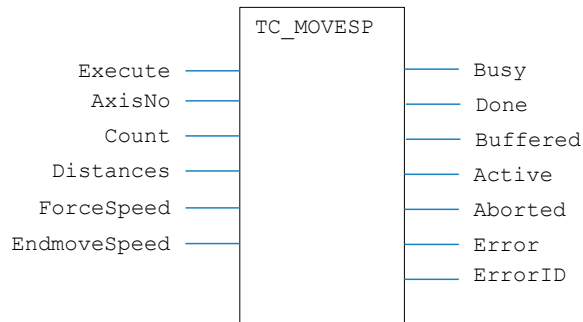 TC_MOVESP
Execute
AxisNo
Count
Distances
ForceSpeed
EndmoveSpeed
Busy
Done
Buffered
Active
Aborted
Error
ErrorID